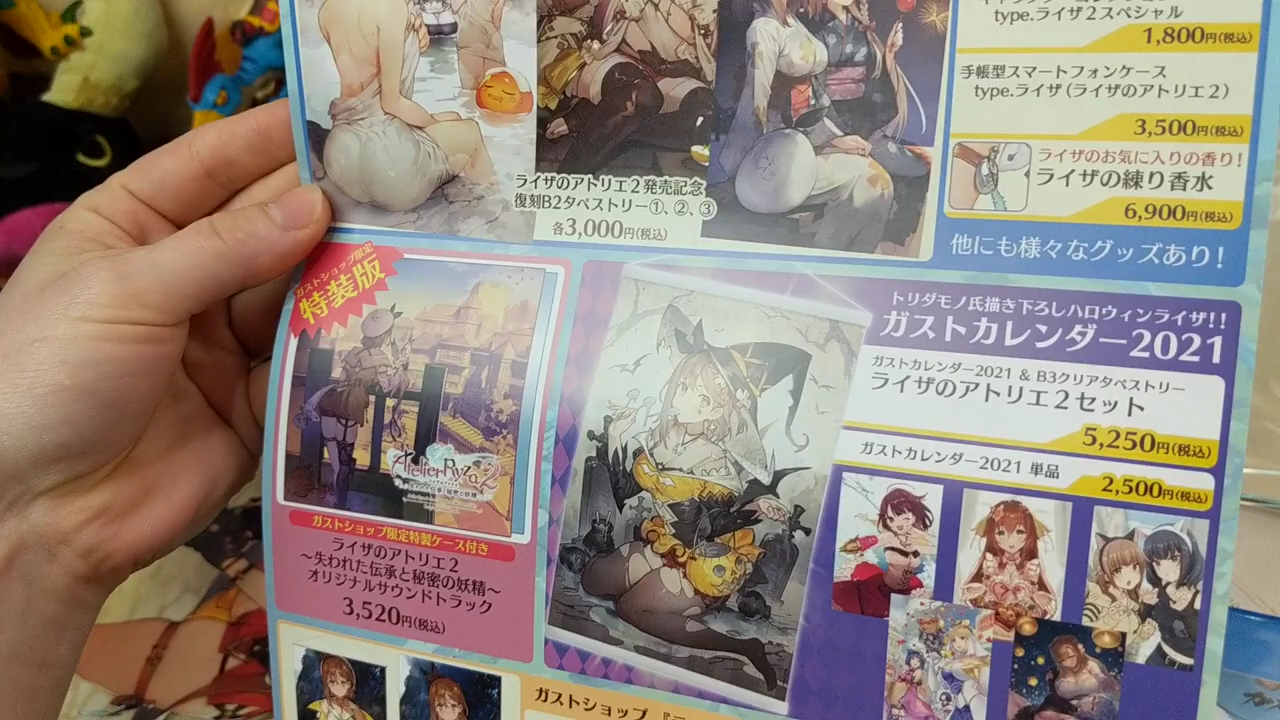 type.ライザ2スペシャル
1,800円(税込)
手帳型スマートフォンケース
type.ライザ(ライザのアトリエ2)
3,500円(税込)
ライザのお気に入りの香り!
ライザの練り香水
6,900円(税込)
他にも様々なグッズあり!
ライザのアトリエ2発売記念
復刻B2タペストリー①、②、③
各3,000円(税込)
ガストショップ限定
特装版
Atelier Ryza 2
ガストショップ限定特製ケース付き
ライザのアトリエ2
~失われた伝承と秘密の妖精~
オリジナルサウンドトラック
3,520円(税込)
トリダモノ氏描き下ろしハロウィンライザ!!
ガストカレンダー2021
ガストカレンダー2021 & B3クリアタペストリー
ライザのアトリエ2セット
5,250円(税込)
ガストカレンダー2021 単品
2,500円(税込)
ガストショップ